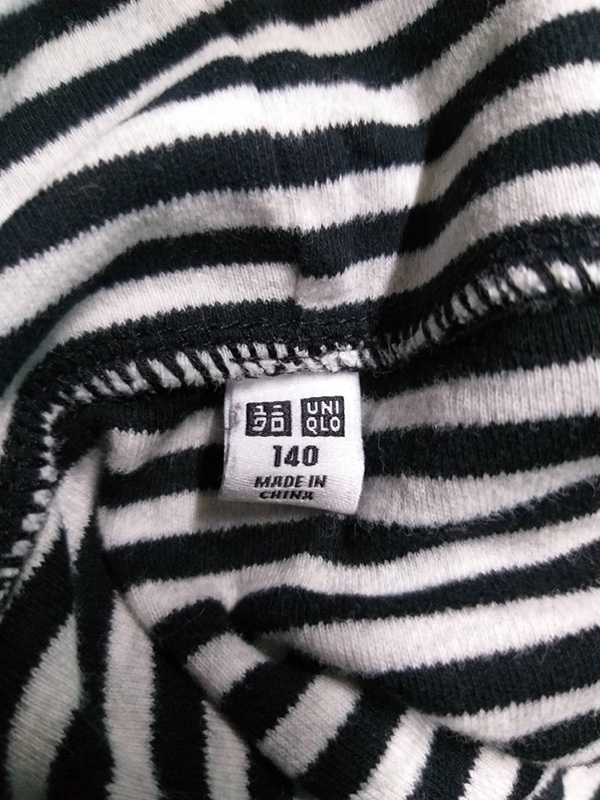 ユニ UNI
クロ QLO
140
MADE IN
CHINA